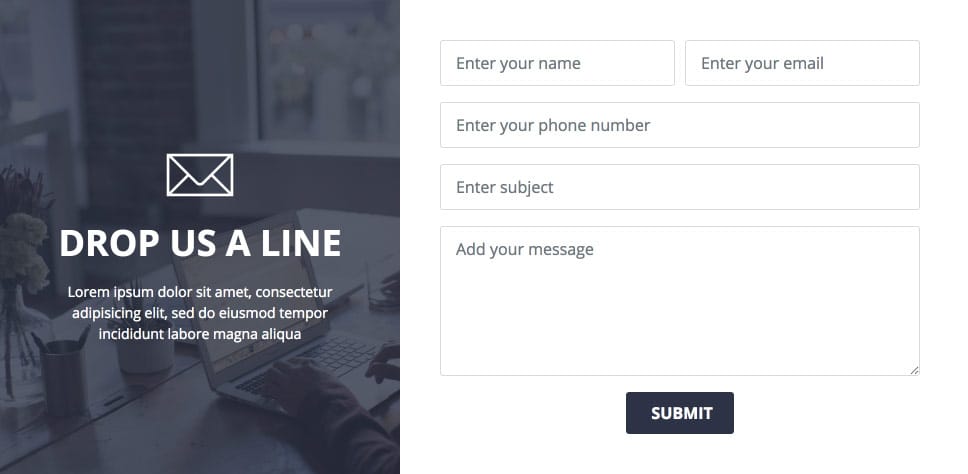 DROP US A LINE
Lorem ipsum dolor sit amet, consectetur
adipisicing elit, sed do eiusmod tempor
incididunt labore magna aliqua
Enter your name
Enter your email
Enter your phone number
Enter subject
Add your message
SUBMIT